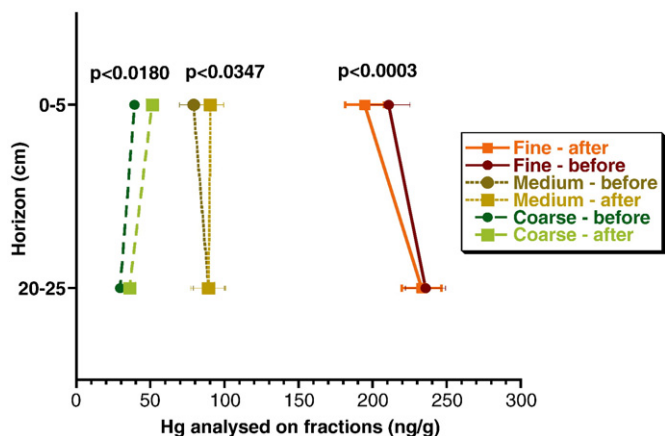 p<0.0180 p<0.0347 p<0.0003
0-5
Horizon (cm)
20-25
Fine - after
Fine - before
Medium - before
Medium - after
Coarse - before
Coarse - after
0 50 100 150 200 250 300
Hg analysed on fractions (ng/g)